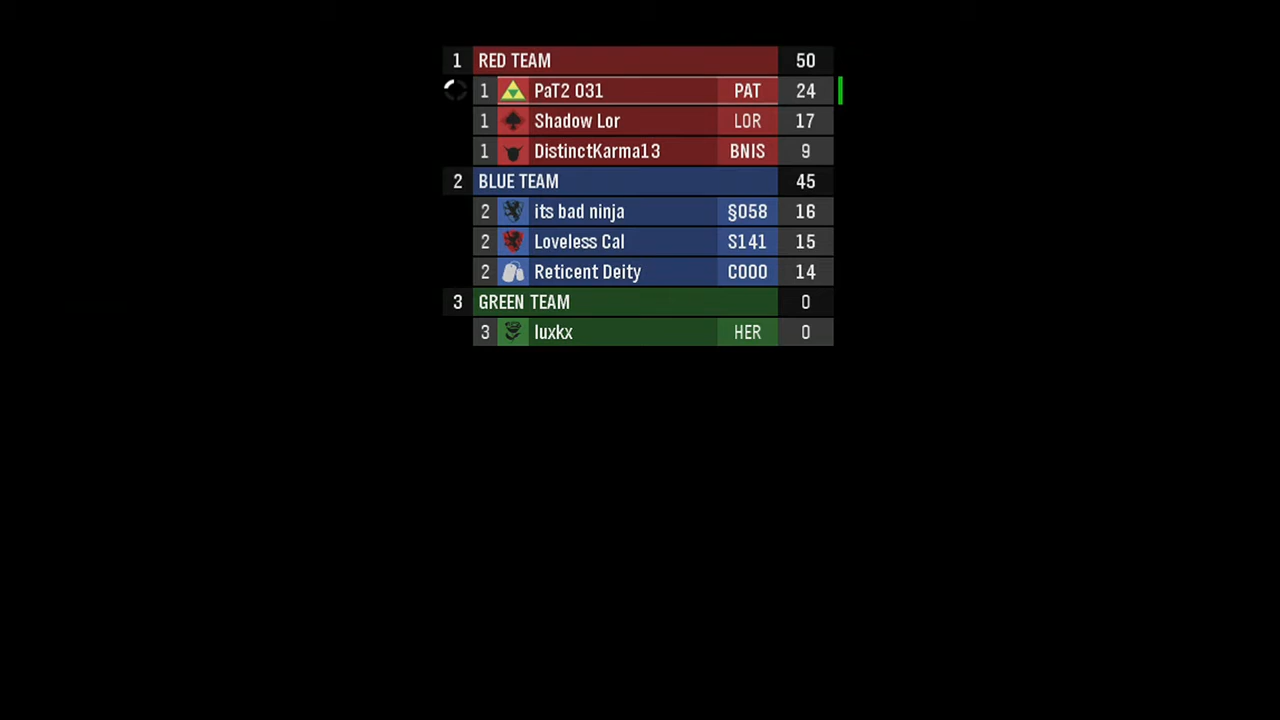 1 RED TEAM 50
1 PaT2 031 PAT 24
1 Shadow Lor LOR 17
1 DistinctKarma13 BNIS 9
2 BLUE TEAM 45
2 its bad ninja §058 16
2 Loveless Cal S141 15
2 Reticent Deity C000 14
3 GREEN TEAM 0
3 luxkx HER 0